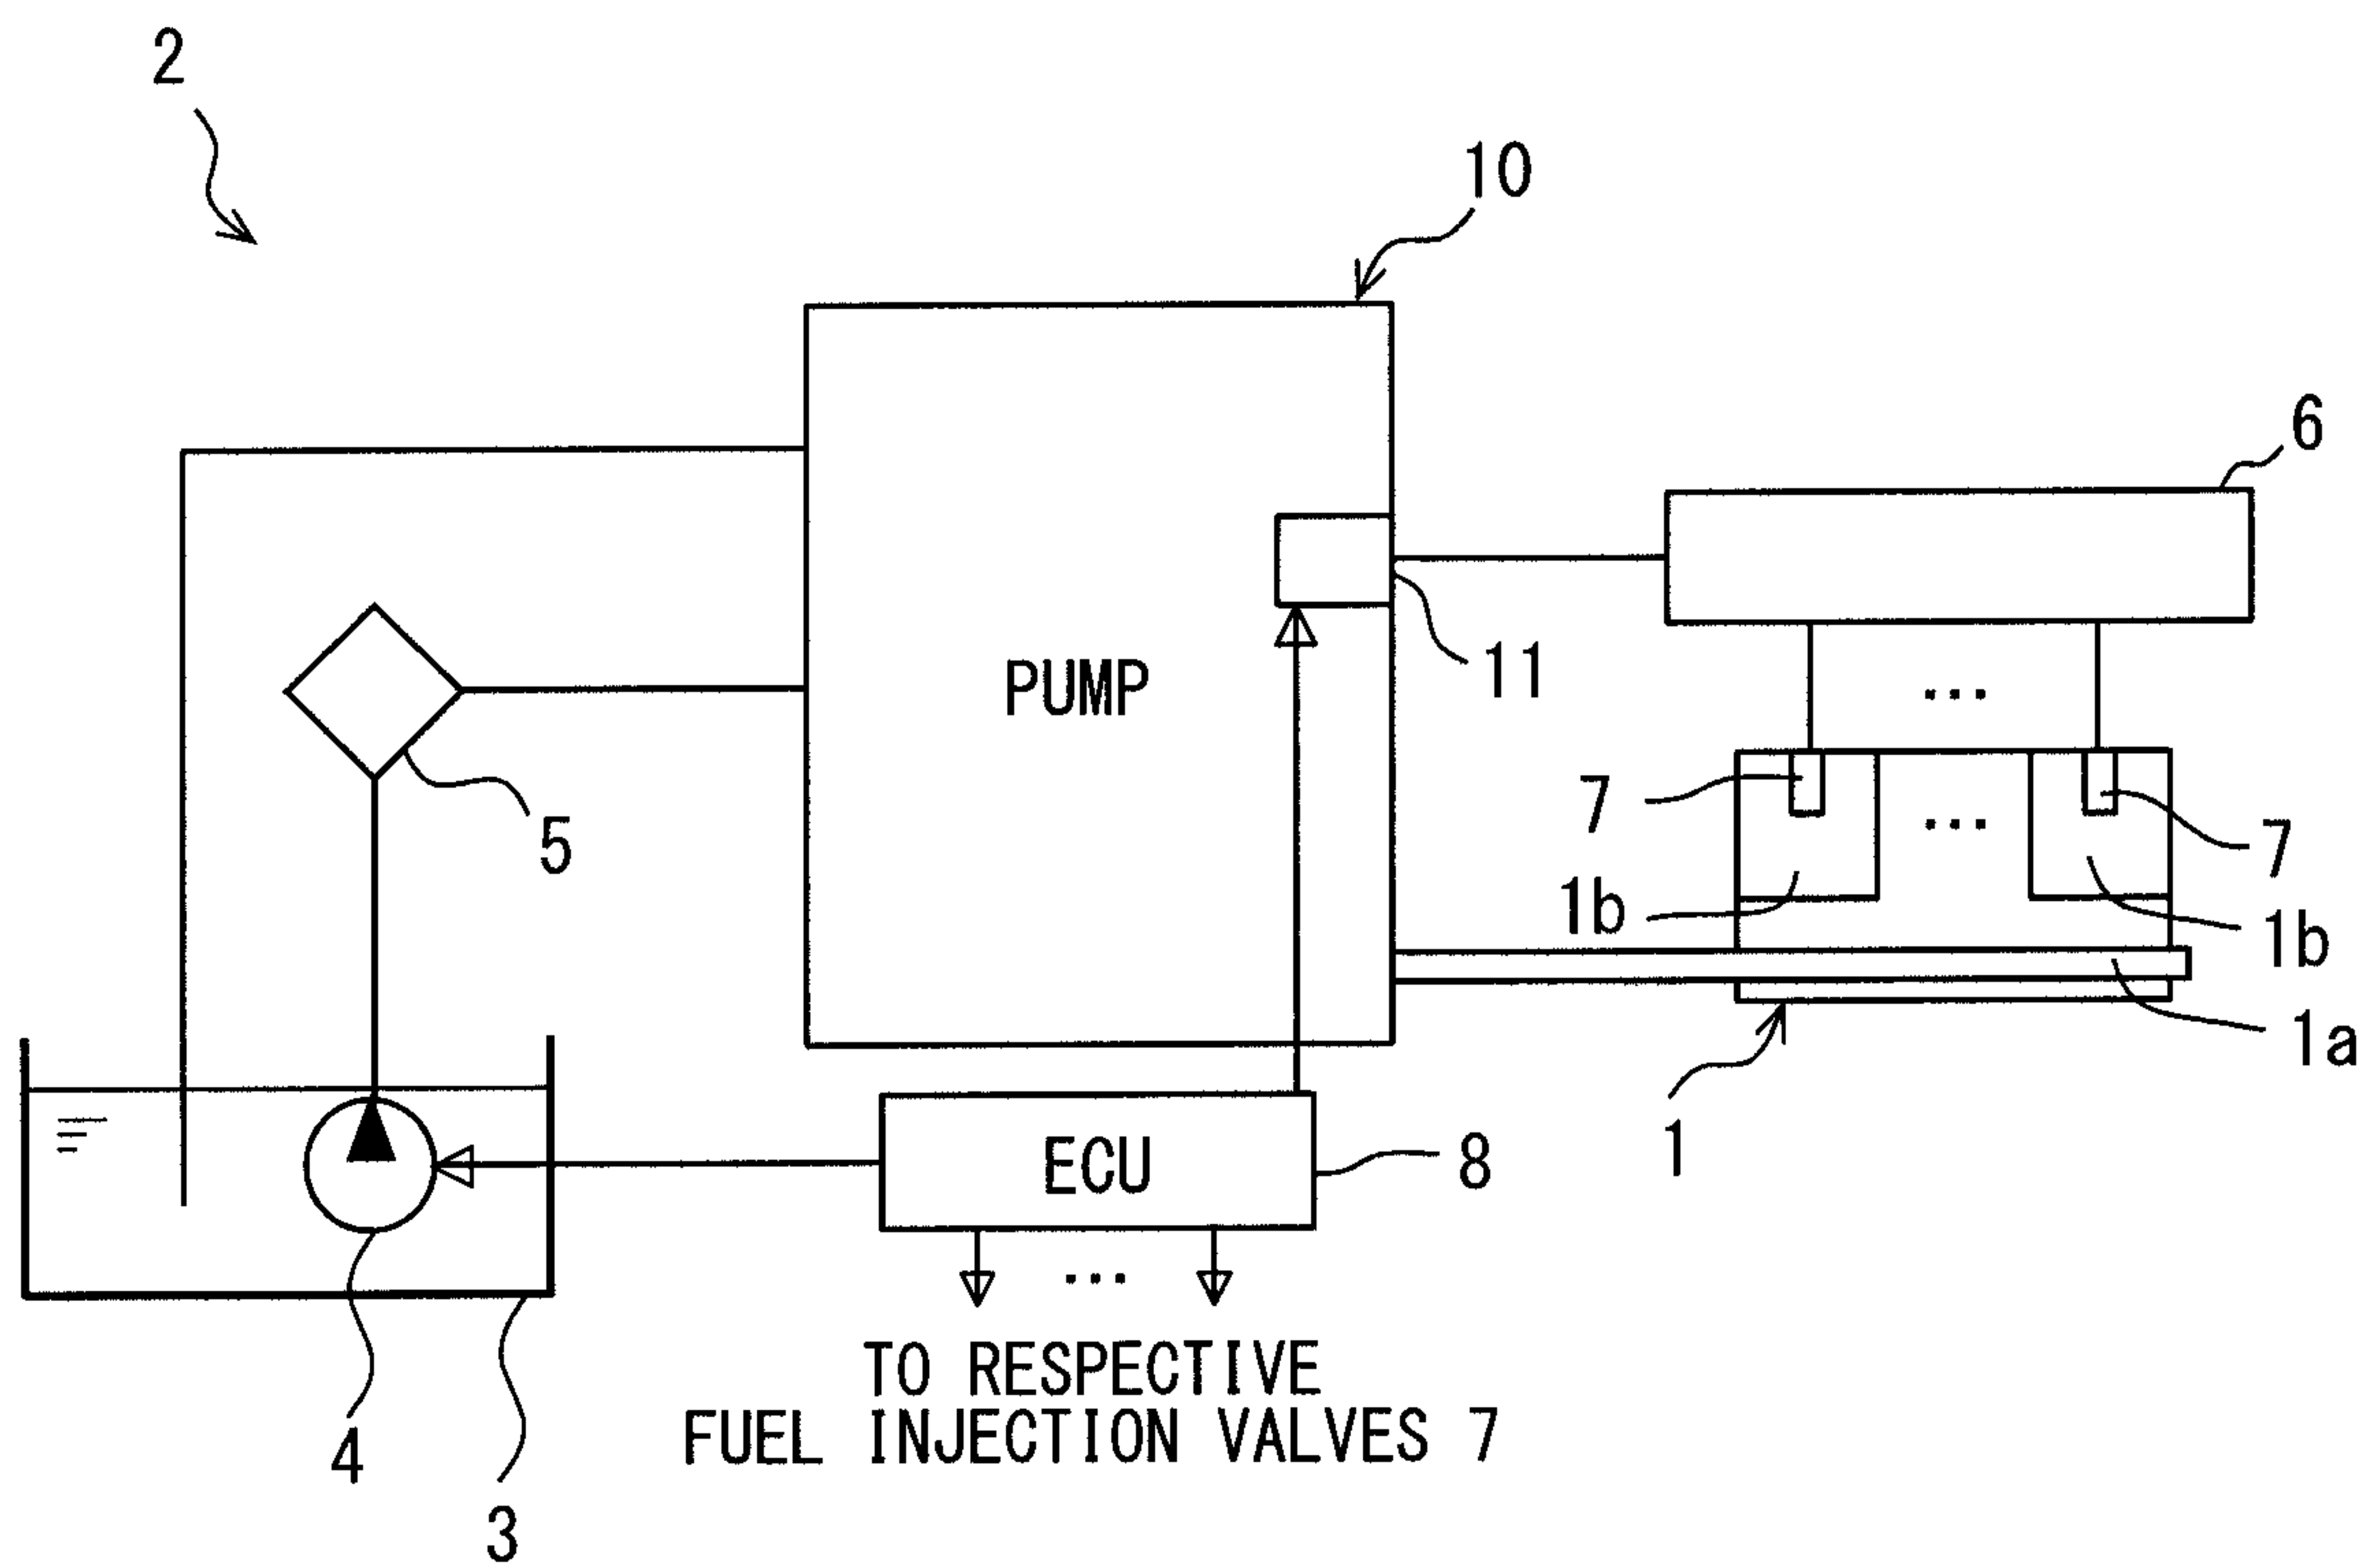 2
10
6
11
PUMP
7
5
7
1b
1b
1a
1
ECU
8
...
TO RESPECTIVE
FUEL INJECTION VALVES 7
4
3